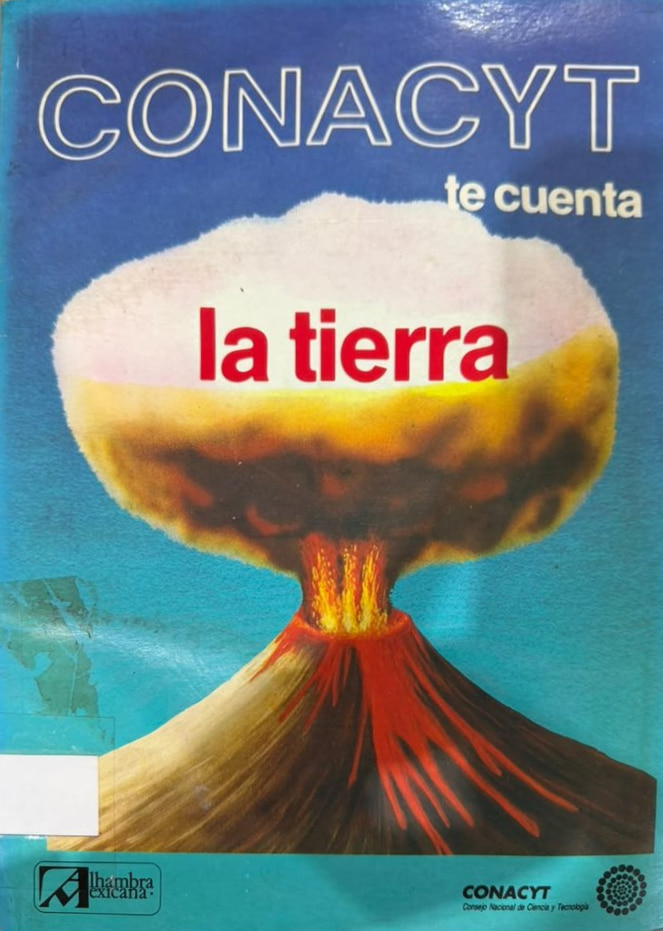 CONACYT
te cuenta
la tierra
Alhambra
Mexicana
CONACYT
Consejo Nacional de Ciencia y Tecnología